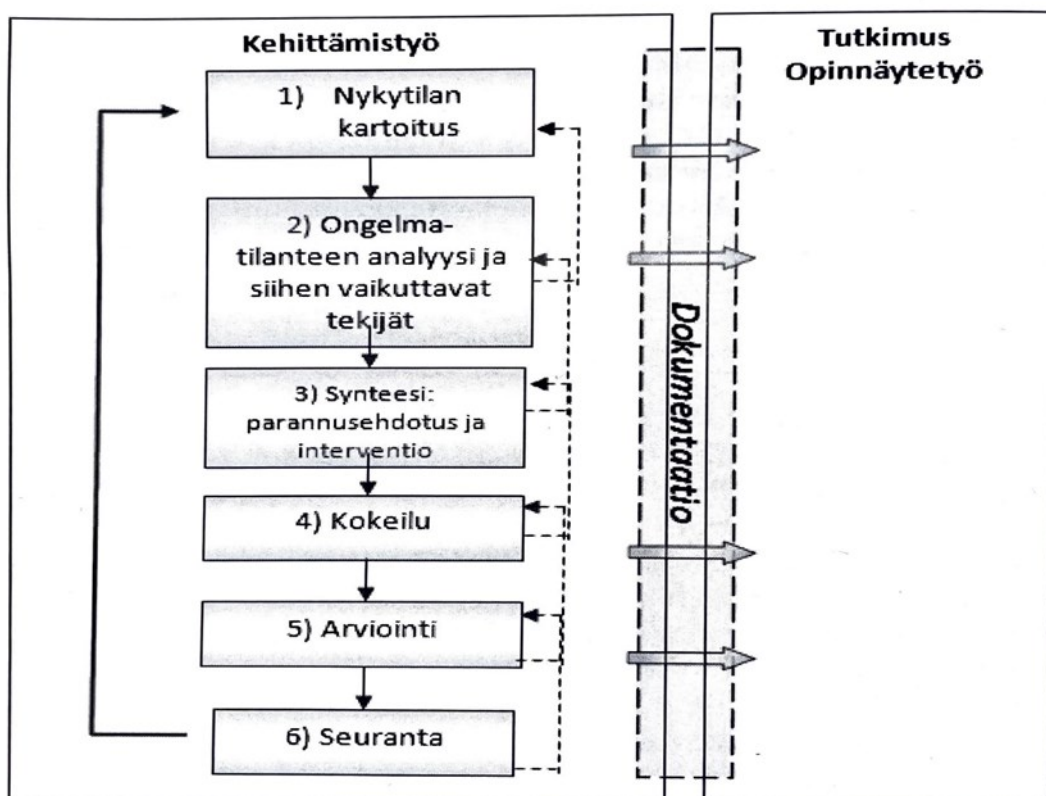 Kehittämistyö
1) Nykytilan
kartoitus
2) Ongelma-
tilanteen analyysi ja
siihen vaikuttavat
tekijät
3) Synteesi:
parannusehdotus ja
interventio
4) Kokeilu
5) Arviointi
6) Seuranta
Dokumentaatio
Tutkimus
Opinnäytetyö